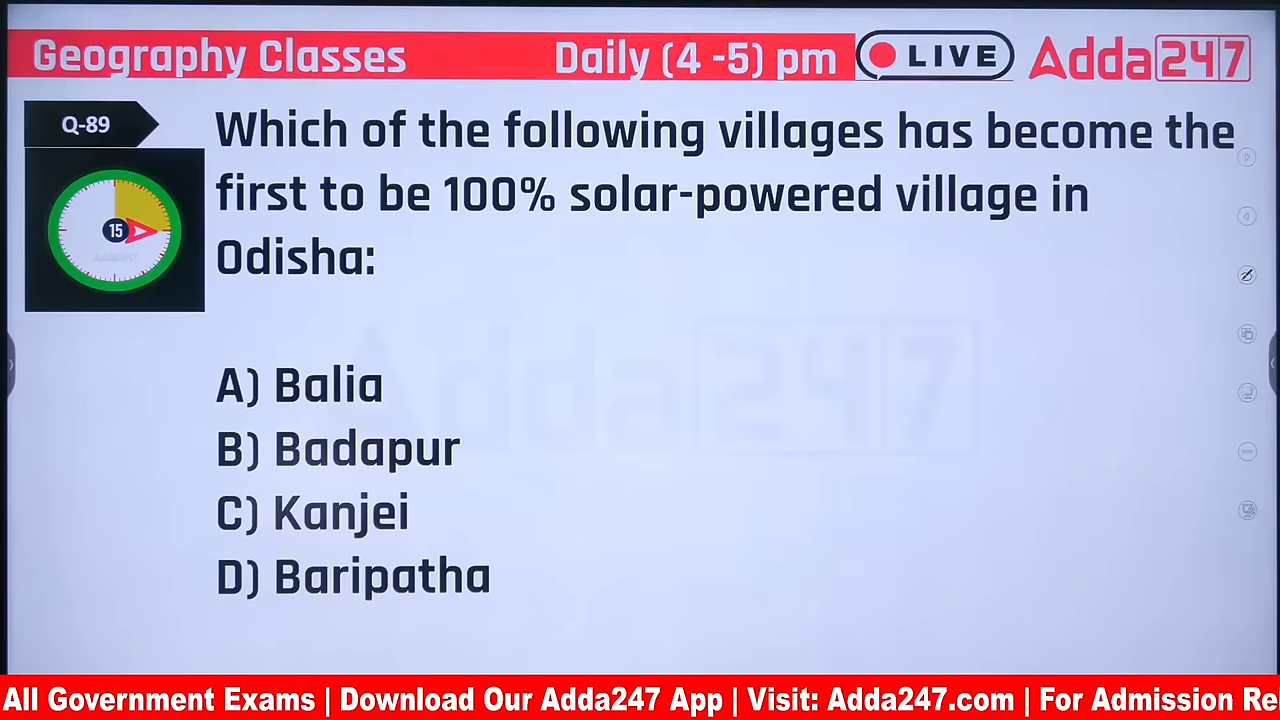 Geography Classes Daily (4 -5) pm LIVE Adda247
Q-89
Which of the following villages has become the
first to be 100% solar-powered village in
Odisha:
15
Adda247
A) Balia
B) Badapur
C) Kanjei
D) Baripatha
Adda247
All Government Exams | Download Our Adda247 App | Visit: Adda247.com | For Admission Re